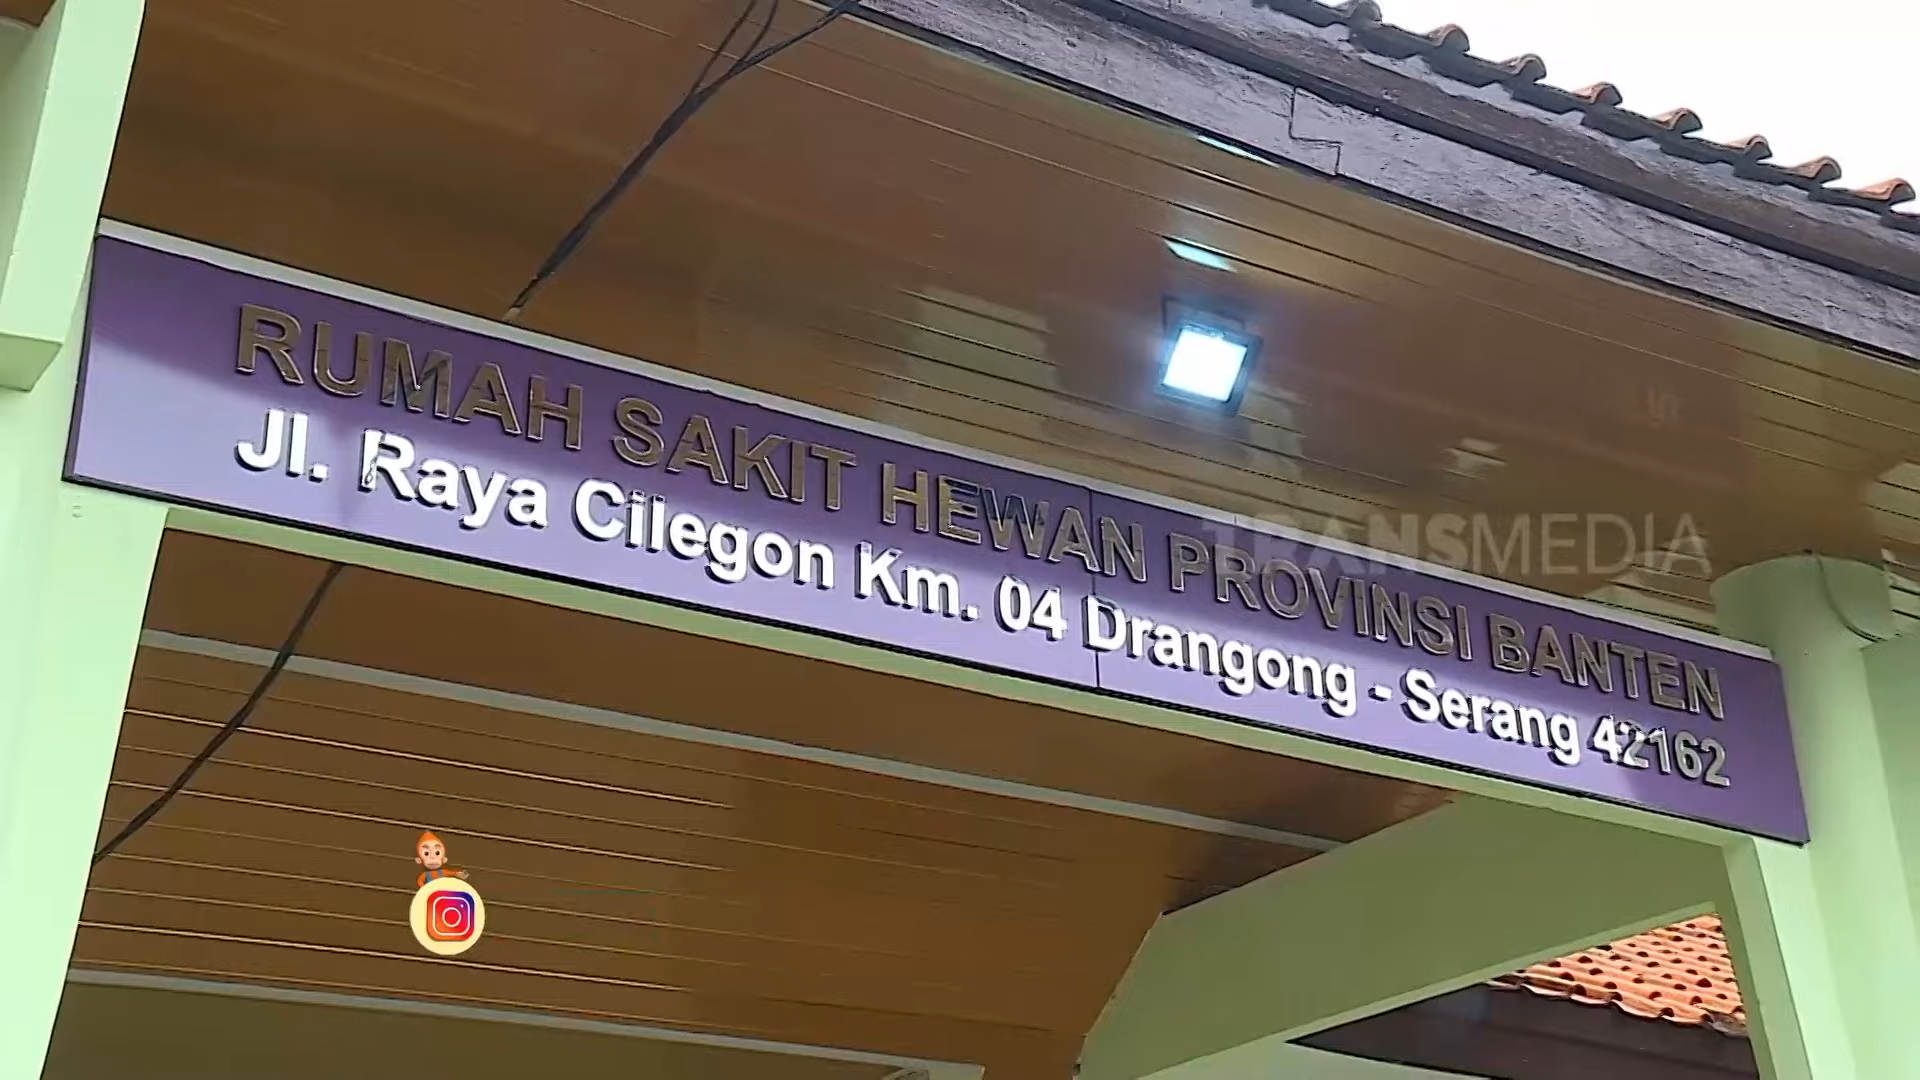 RUMAH SAKIT HEWAN PROVINSI BANTEN
Jl. Raya Cilegon Km. 04 Drangong - Serang 42162
TRANSMEDIA